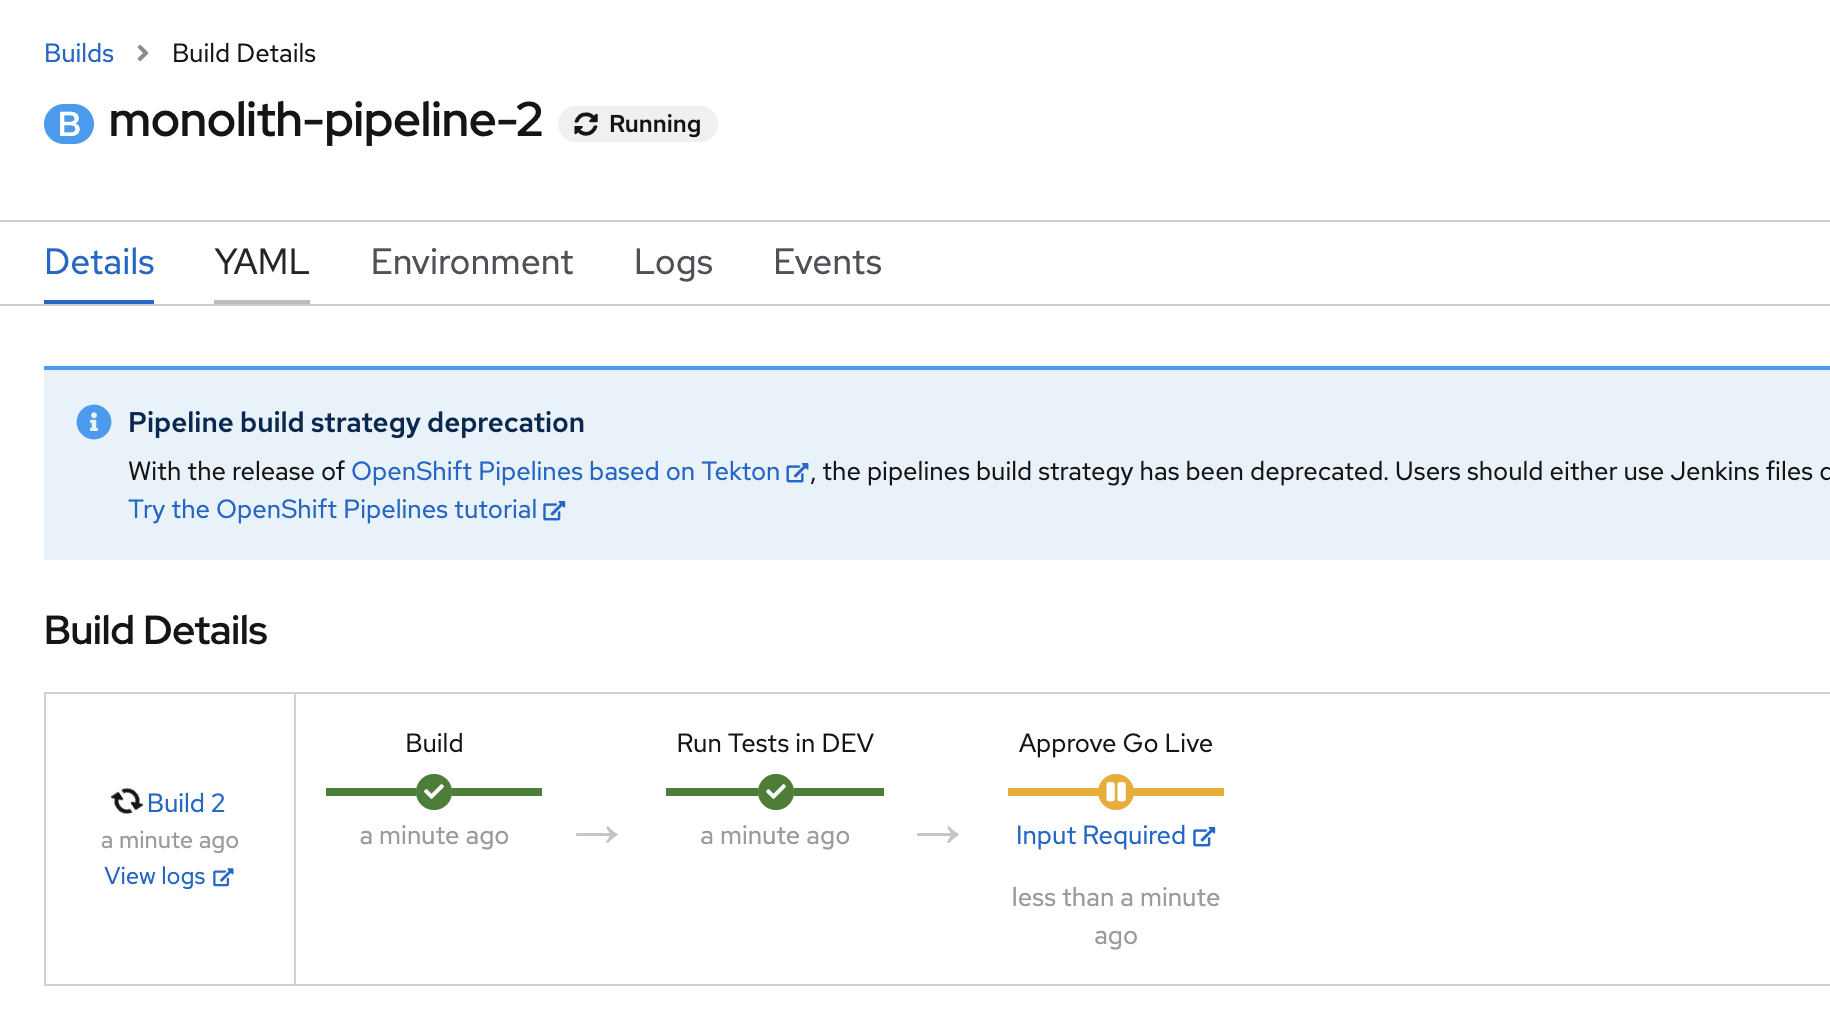 Builds > Build Details
B monolith-pipeline-2 Running
Details YAML Environment Logs Events
Pipeline build strategy deprecation
With the release of OpenShift Pipelines based on Tekton, the pipelines build strategy has been deprecated. Users should either use Jenkins files
Try the OpenShift Pipelines tutorial
Build Details
Build 2
a minute ago
View logs
Build
a minute ago
Run Tests in DEV
a minute ago
Approve Go Live
Input Required
less than a minute
ago